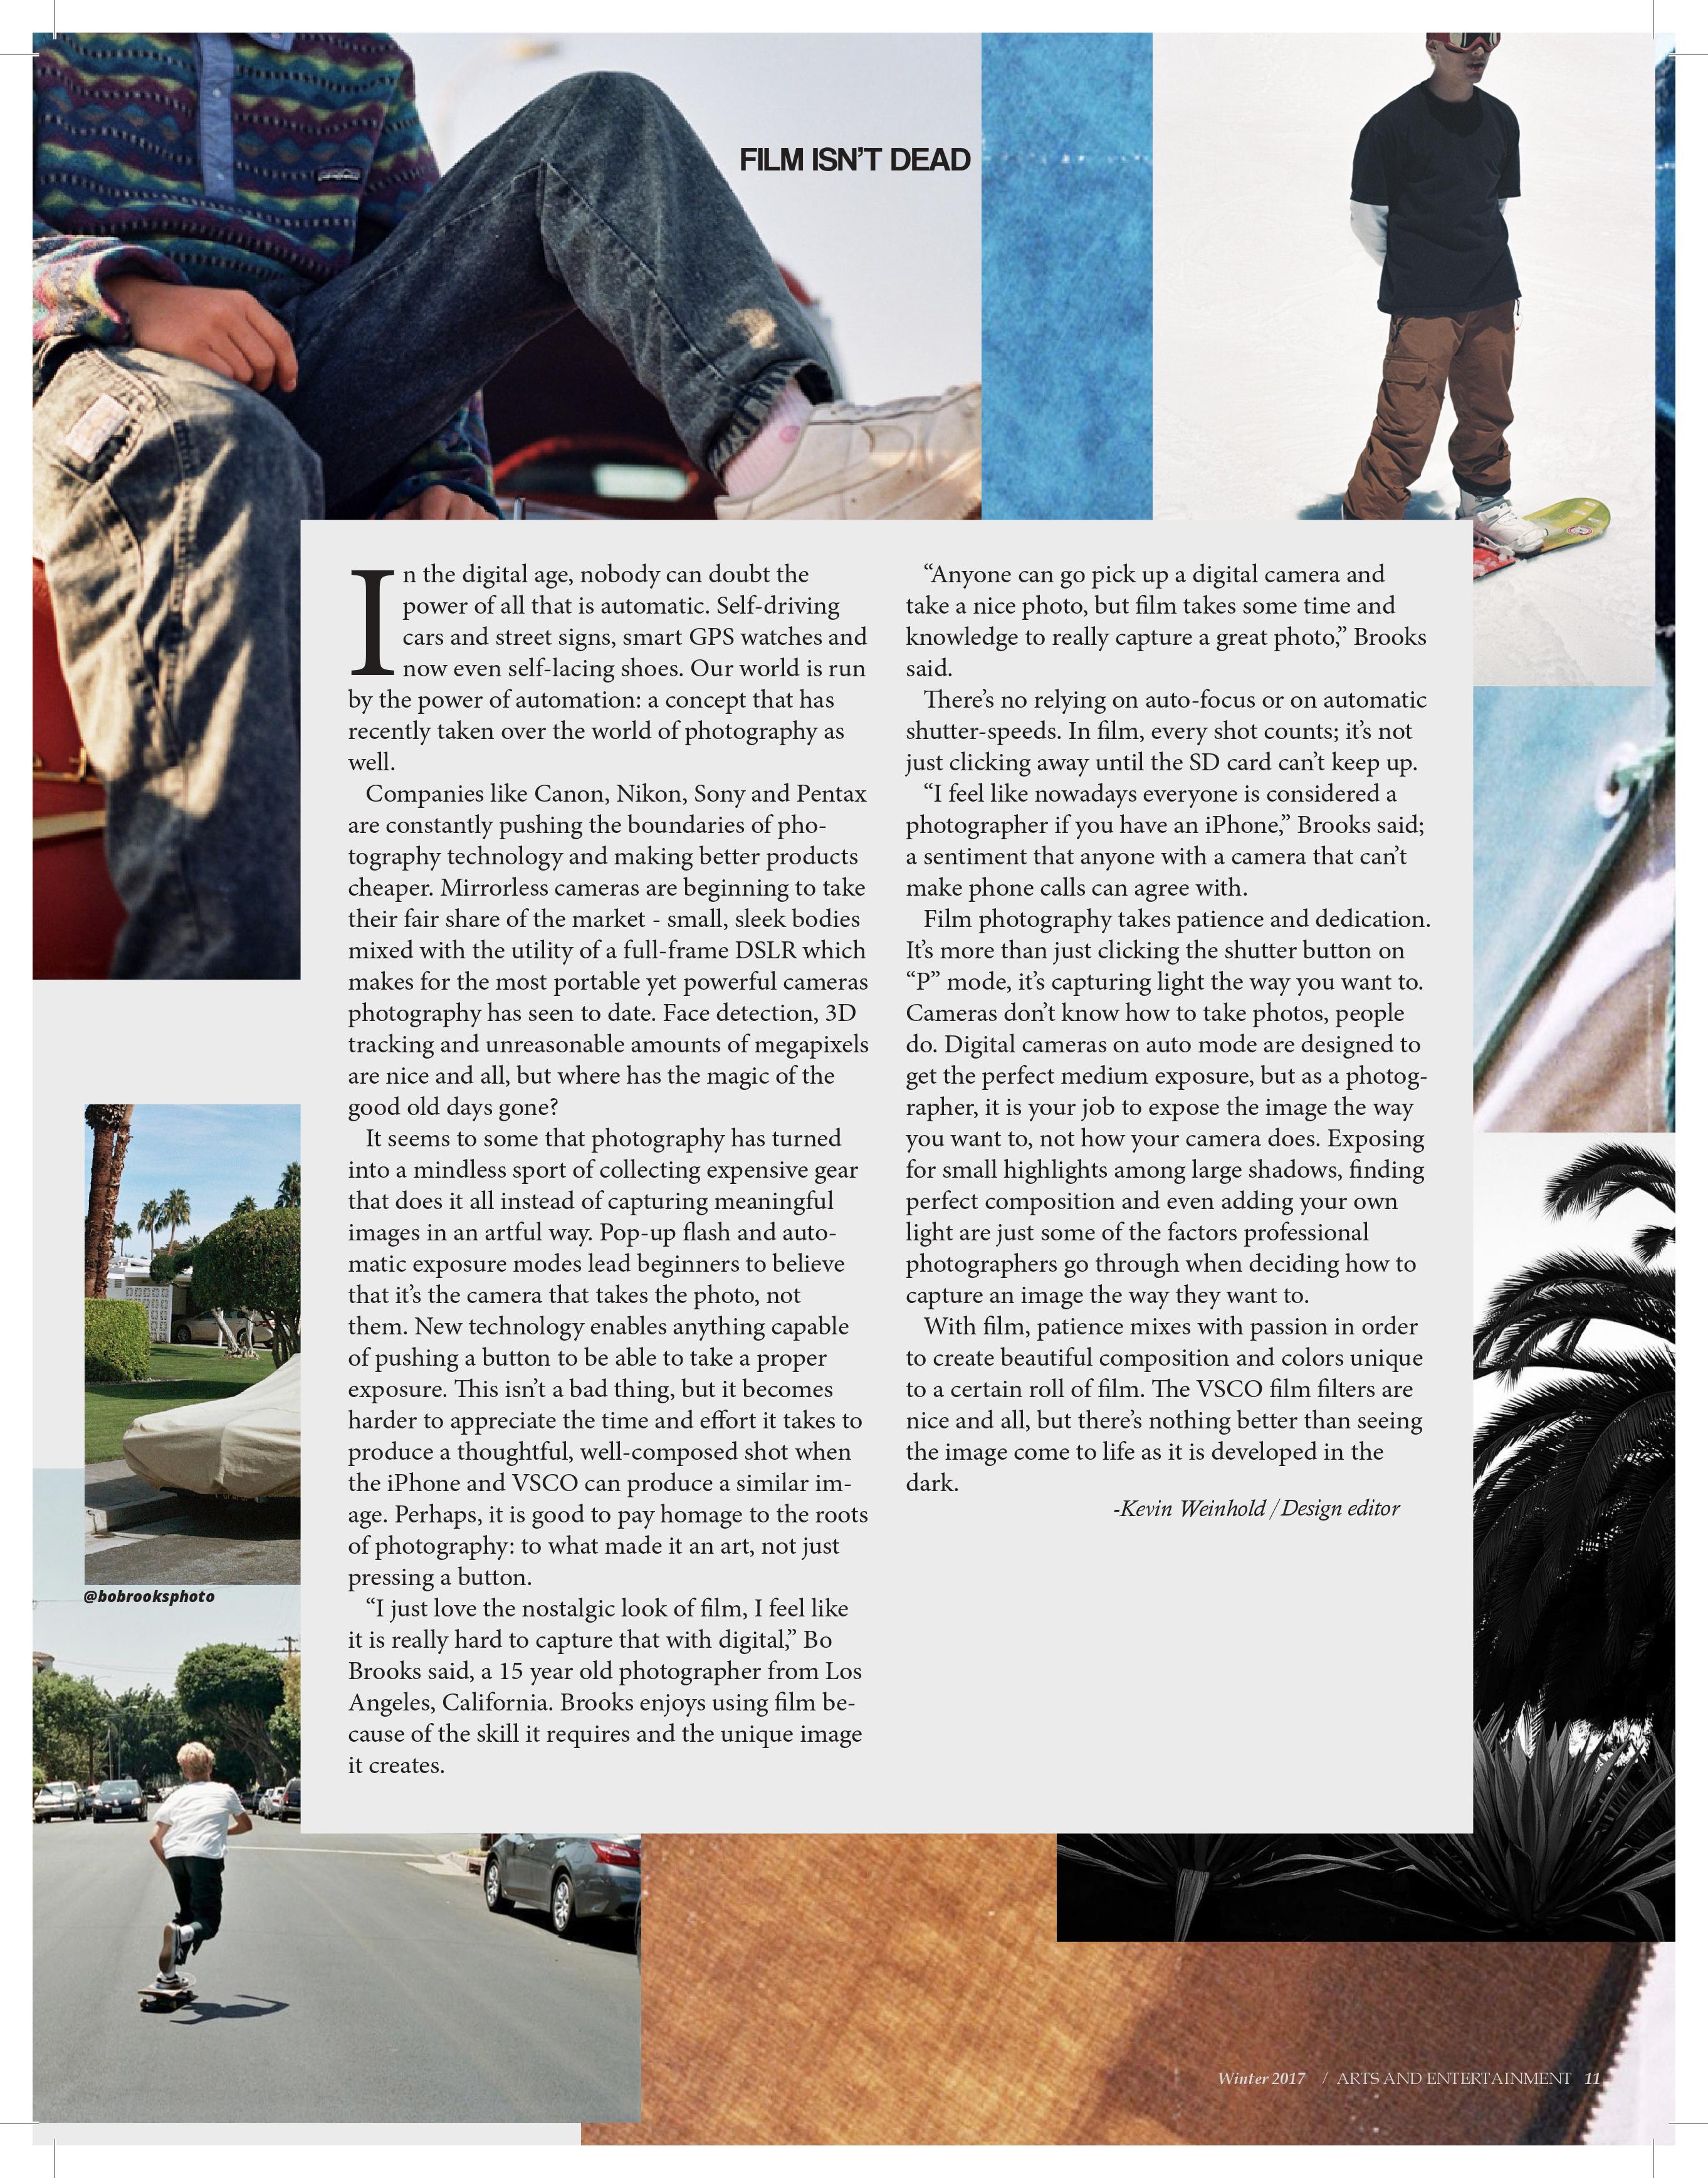 FILM ISN'T DEAD
In the digital age, nobody can doubt the
power of all that is automatic. Self-driving
cars and street signs, smart GPS watches and
now even self-lacing shoes. Our world is run
by the power of automation: a concept that has
recently taken over the world of photography as
well.
Companies like Canon, Nikon, Sony and Pentax
are constantly pushing the boundaries of pho-
tography technology and making better products
cheaper. Mirrorless cameras are beginning to take
their fair share of the market - small, sleek bodies
mixed with the utility of a full-frame DSLR which
makes for the most portable yet powerful cameras
photography has seen to date. Face detection, 3D
tracking and unreasonable amounts of megapixels
are nice and all, but where has the magic of the
good old days gone?
It seems to some that photography has turned
into a mindless sport of collecting expensive gear
that does it all instead of capturing meaningful
images in an artful way. Pop-up flash and auto-
matic exposure modes lead beginners to believe
that it's the camera that takes the photo, not
them. New technology enables anything capable
of pushing a button to be able to take a proper
exposure. This isn't a bad thing, but it becomes
harder to appreciate the time and effort it takes to
produce a thoughtful, well-composed shot when
the iPhone and VSCO can produce a similar im-
age. Perhaps, it is good to pay homage to the roots
of photography: to what made it an art, not just
pressing a button.
“I just love the nostalgic look of film, I feel like
it is really hard to capture that with digital,” Bo
Brooks said, a 15 year old photographer from Los
Angeles, California. Brooks enjoys using film be-
cause of the skill it requires and the unique image
it creates.
“Anyone can go pick up a digital camera and
take a nice photo, but film takes some time and
knowledge to really capture a great photo,” Brooks
said.
There's no relying on auto-focus or on automatic
shutter-speeds. In film, every shot counts; it's not
just clicking away until the SD card can't keep up.
“I feel like nowadays everyone is considered a
photographer if you have an iPhone,” Brooks said;
a sentiment that anyone with a camera that can't
make phone calls can agree with.
Film photography takes patience and dedication.
It's more than just clicking the shutter button on
“P” mode, it's capturing light the way you want to.
Cameras don't know how to take photos, people
do. Digital cameras on auto mode are designed to
get the perfect medium exposure, but as a photog-
rapher, it is your job to expose the image the way
you want to, not how your camera does. Exposing
for small highlights among large shadows, finding
perfect composition and even adding your own
light are just some of the factors professional
photographers go through when deciding how to
capture an image the way they want to.
With film, patience mixes with passion in order
to create beautiful composition and colors unique
to a certain roll of film. The VSCO film filters are
nice and all, but there's nothing better than seeing
the image come to life as it is developed in the
dark.
-Kevin Weinhold / Design editor
@bobrooksphoto
Winter 2017 / ARTS AND ENTERTAINMENT 11